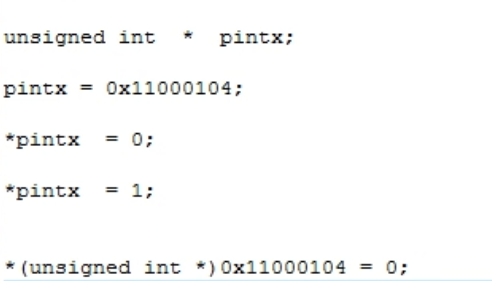 unsigned int * pintx;
pintx = 0x11000104;
*pintx = 0;
*pintx = 1;
*(unsigned int *)0x11000104 = 0;